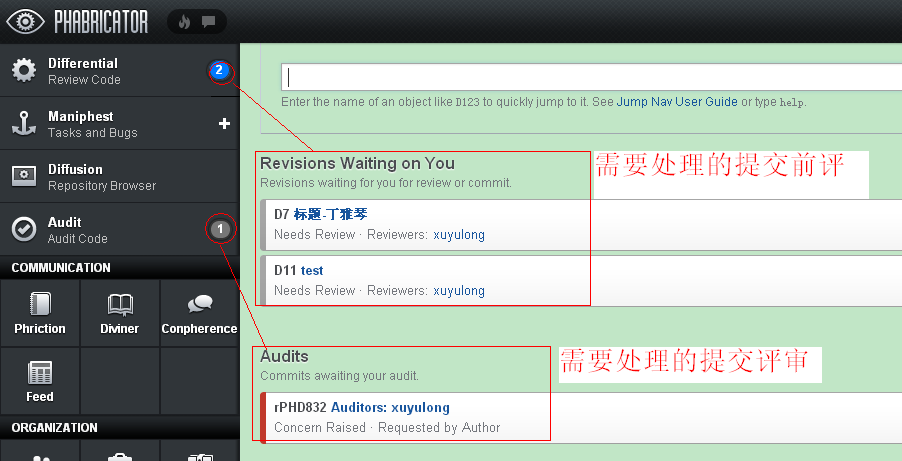 PHABRICATOR
Differential
Review Code
2
Maniphest
Tasks and Bugs
+
Diffusion
Repository Browser
Audit
Audit Code
1
COMMUNICATION
Phriction
Diviner
Conpherence
Feed
ORGANIZATION
Enter the name of an object like D123 to quickly jump to it. See Jump Nav User Guide or type help.
Revisions Waiting on You
Revisions waiting for you for review or commit.
需要处理的提交前评
D7 标题-丁雅琴
Needs Review · Reviewers: xuyulong
D11 test
Needs Review · Reviewers: xuyulong
Audits
Commits awaiting your audit.
需要处理的提交评审
rPHD832 Auditors: xuyulong
Concern Raised · Requested by Author